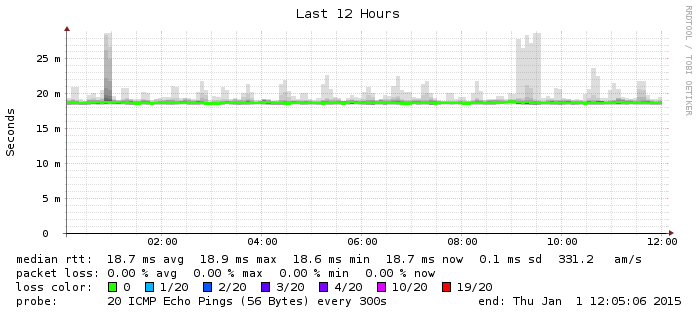 Last 12 Hours
RRDTOOL / TOBI OETIKER
Seconds
25 m
20 m
15 m
10 m
5 m
0
02:00 04:00 06:00 08:00 10:00 12:00
median rtt: 18.7 ms avg 18.9 ms max 18.6 ms min 18.7 ms now 0.1 ms sd 331.2 am/s
packet loss: 0.00 % avg 0.00 % max 0.00 % min 0.00 % now
loss color: 0 1/20 2/20 3/20 4/20 10/20 19/20
probe: 20 ICMP Echo Pings (56 Bytes) every 300s end: Thu Jan 1 12:05:06 2015